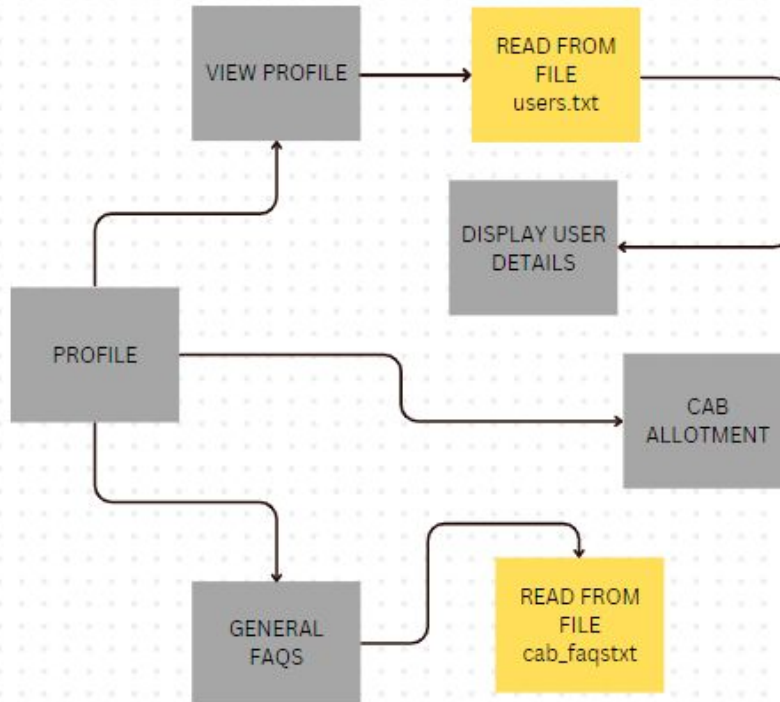 VIEW PROFILE
READ FROM
FILE
users.txt
DISPLAY USER
DETAILS
PROFILE
CAB
ALLOTMENT
GENERAL
FAQS
READ FROM
FILE
cab_faqstxt